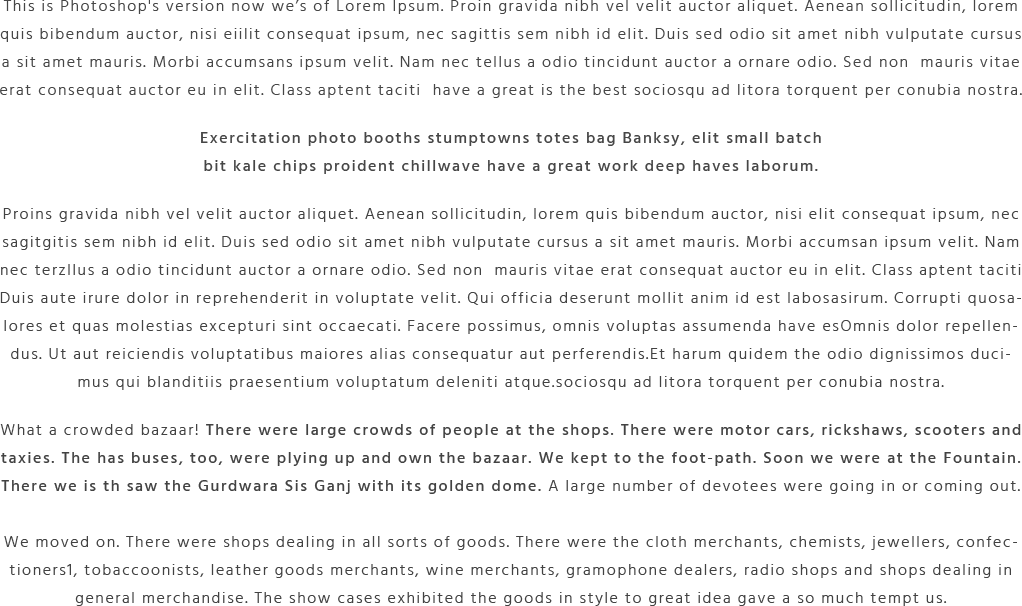 This is Photoshop's version now we’s of Lorem Ipsum. Proin gravida nibh vel velit auctor aliquet. Aenean sollicitudin, lorem
quis bibendum auctor, nisi eiilit consequat ipsum, nec sagittis sem nibh id elit. Duis sed odio sit amet nibh vulputate cursus
a sit amet mauris. Morbi accumsans ipsum velit. Nam nec tellus a odio tincidunt auctor a ornare odio. Sed non  mauris vitae
erat consequat auctor eu in elit. Class aptent taciti  have a great is the best sociosqu ad litora torquent per conubia nostra.
Exercitation photo booths stumptowns totes bag Banksy, elit small batch
bit kale chips proident chillwave have a great work deep haves laborum.
Proins gravida nibh vel velit auctor aliquet. Aenean sollicitudin, lorem quis bibendum auctor, nisi elit consequat ipsum, nec
sagitgitis sem nibh id elit. Duis sed odio sit amet nibh vulputate cursus a sit amet mauris. Morbi accumsan ipsum velit. Nam
nec terzllus a odio tincidunt auctor a ornare odio. Sed non  mauris vitae erat consequat auctor eu in elit. Class aptent taciti
Duis aute irure dolor in reprehenderit in voluptate velit. Qui officia deserunt mollit anim id est labosasirum. Corrupti quosa-
lores et quas molestias excepturi sint occaecati. Facere possimus, omnis voluptas assumenda have esOmnis dolor repellen-
dus. Ut aut reiciendis voluptatibus maiores alias consequatur aut perferendis.Et harum quidem the odio dignissimos duci-
mus qui blanditiis praesentium voluptatum deleniti atque.sociosqu ad litora torquent per conubia nostra.
What a crowded bazaar! There were large crowds of people at the shops. There were motor cars, rickshaws, scooters and
taxies. The has buses, too, were plying up and own the bazaar. We kept to the foot-path. Soon we were at the Fountain.
There we is th saw the Gurdwara Sis Ganj with its golden dome. A large number of devotees were going in or coming out.
We moved on. There were shops dealing in all sorts of goods. There were the cloth merchants, chemists, jewellers, confec-
tioners1, tobaccoonists, leather goods merchants, wine merchants, gramophone dealers, radio shops and shops dealing in
general merchandise. The show cases exhibited the goods in style to great idea gave a so much tempt us.